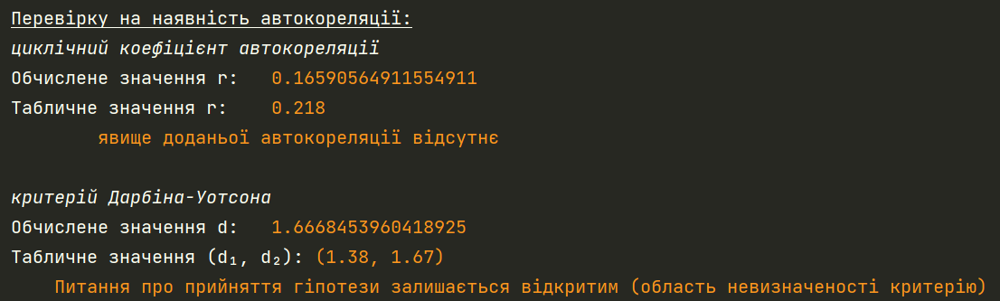 Перевірку на наявність автокореляції:
циклічний коефіцієнт автокореляції
Обчислене значення r: 0.16590564911554911
Табличне значення r: 0.218
явище доданьої автокореляції відсутнє
критерій Дарбіна-Уотсона
Обчислене значення d: 1.6668453960418925
Табличне значення (d₁, d₂): (1.38, 1.67)
Питання про прийняття гіпотези залишається відкритим (область невизначеності критерію)